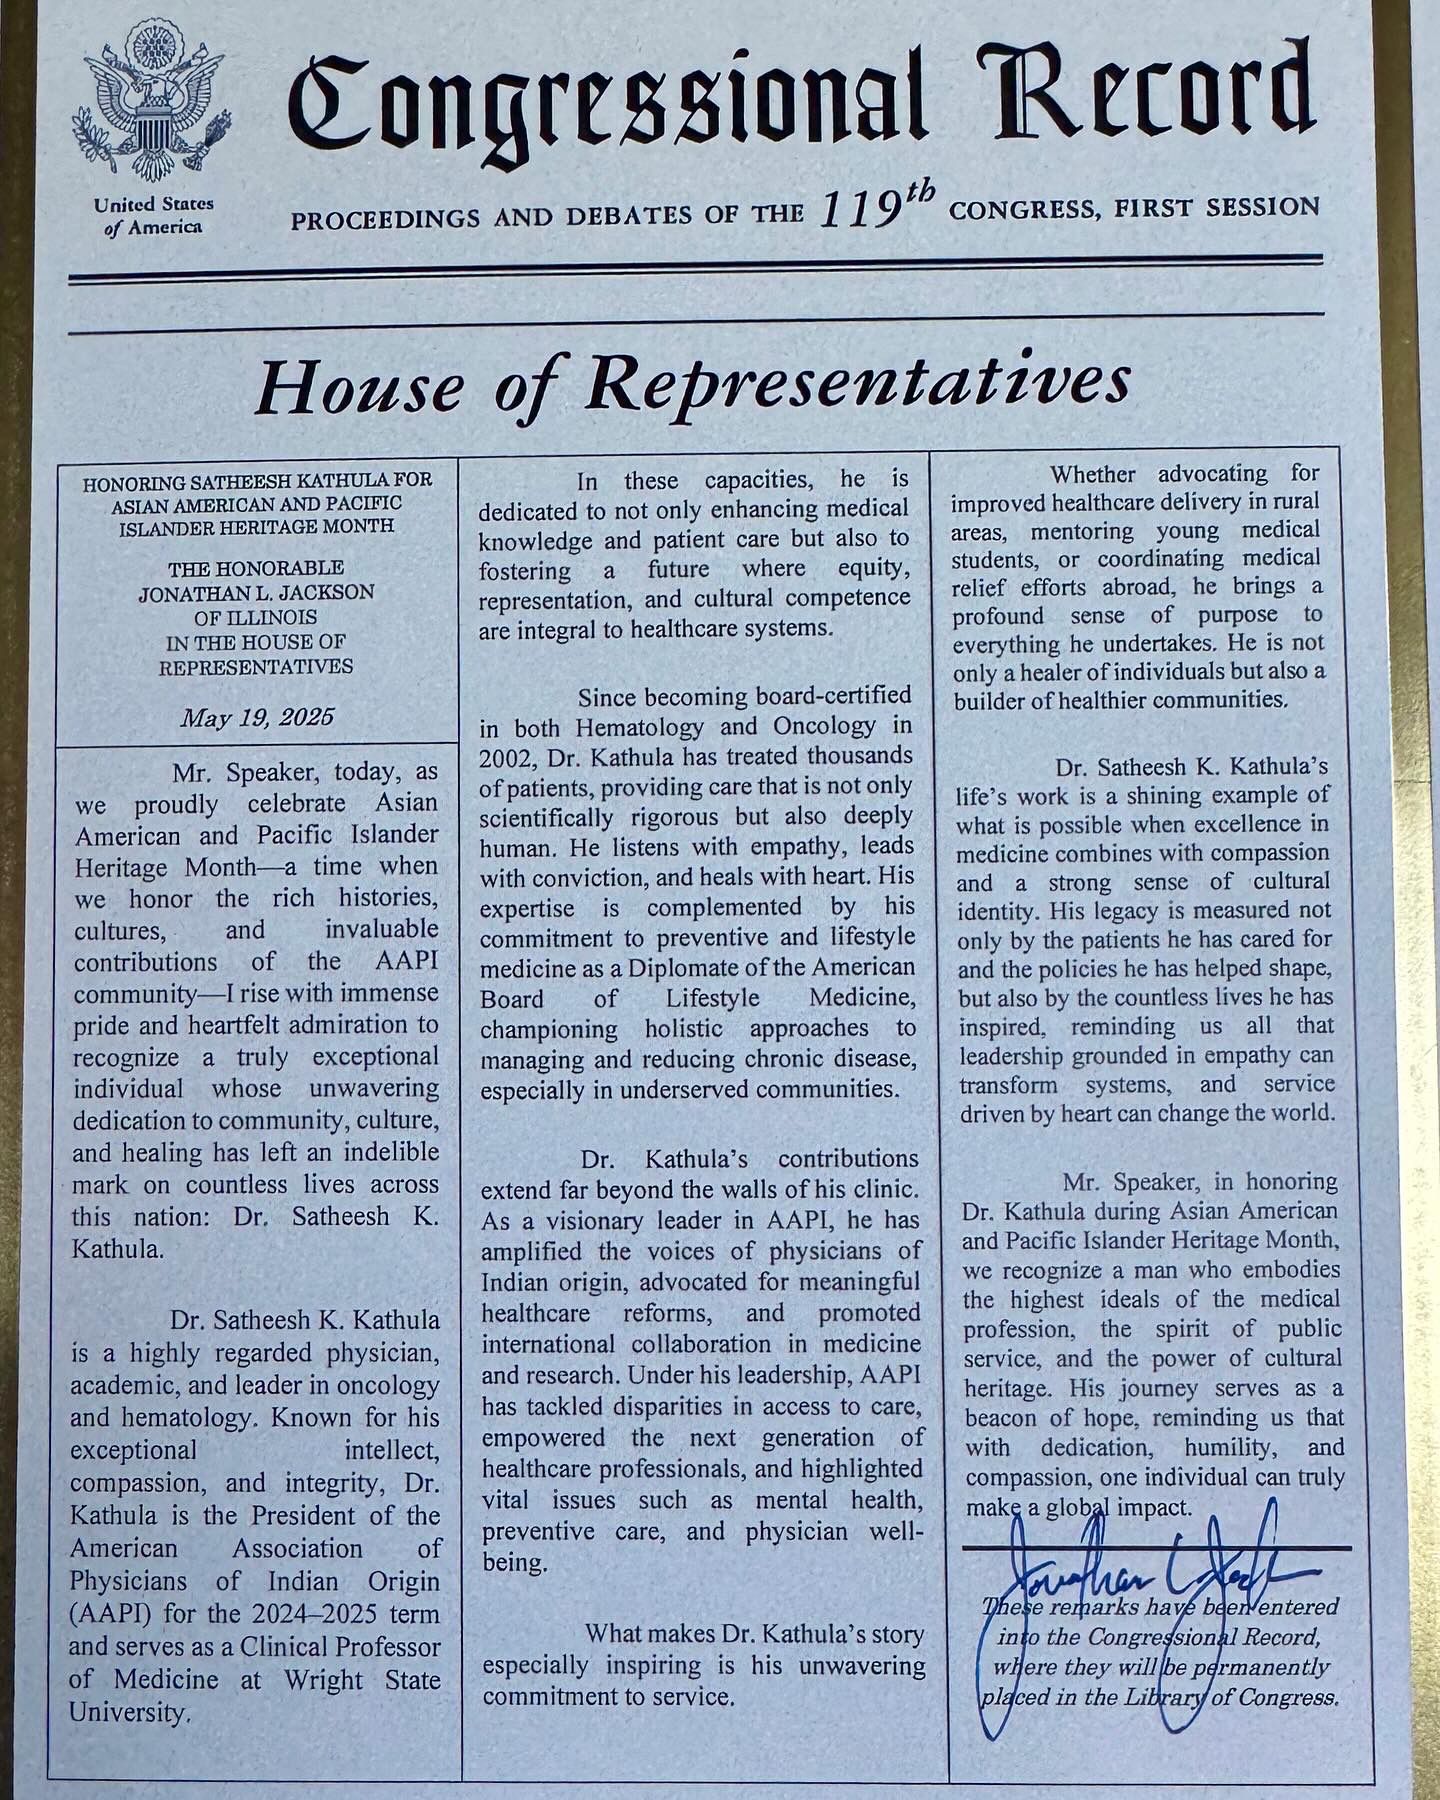 United States
of America
Congressional Record
PROCEEDINGS AND DEBATES OF THE 119th CONGRESS, FIRST SESSION
House of Representatives
HONORING SATHEESH KATHULA FOR
ASIAN AMERICAN AND PACIFIC
ISLANDER HERITAGE MONTH
THE HONORABLE
JONATHAN L. JACKSON
OF ILLINOIS
IN THE HOUSE OF
REPRESENTATIVES
May 19, 2025
Mr. Speaker, today, as
we proudly celebrate Asian
American and Pacific Islander
Heritage Month—a time when
we honor the rich histories,
cultures, and invaluable
contributions of the AAPI
community—I rise with immense
pride and heartfelt admiration to
recognize a truly exceptional
individual whose unwavering
dedication to community, culture,
and healing has left an indelible
mark on countless lives across
this nation: Dr. Satheesh K.
Kathula.
Dr. Satheesh K. Kathula
is a highly regarded physician,
academic, and leader in oncology
and hematology. Known for his
exceptional intellect,
compassion, and integrity, Dr.
Kathula is the President of the
American Association of
Physicians of Indian Origin
(AAPI) for the 2024–2025 term
and serves as a Clinical Professor
of Medicine at Wright State
University.
In these capacities, he is
dedicated to not only enhancing medical
knowledge and patient care but also to
fostering a future where equity,
representation, and cultural competence
are integral to healthcare systems.
Since becoming board-certified
in both Hematology and Oncology in
2002, Dr. Kathula has treated thousands
of patients, providing care that is not only
scientifically rigorous but also deeply
human. He listens with empathy, leads
with conviction, and heals with heart. His
expertise is complemented by his
commitment to preventive and lifestyle
medicine as a Diplomate of the American
Board of Lifestyle Medicine,
championing holistic approaches to
managing and reducing chronic disease,
especially in underserved communities.
Dr. Kathula's contributions
extend far beyond the walls of his clinic.
As a visionary leader in AAPI, he has
amplified the voices of physicians of
Indian origin, advocated for meaningful
healthcare reforms, and promoted
international collaboration in medicine
and research. Under his leadership, AAPI
has tackled disparities in access to care,
empowered the next generation of
healthcare professionals, and highlighted
vital issues such as mental health,
preventive care, and physician well-
being.
What makes Dr. Kathula's story
especially inspiring is his unwavering
commitment to service.
Whether advocating for
improved healthcare delivery in rural
areas, mentoring young medical
students, or coordinating medical
relief efforts abroad, he brings a
profound sense of purpose to
everything he undertakes. He is not
only a healer of individuals but also a
builder of healthier communities.
Dr. Satheesh K. Kathula's
life's work is a shining example of
what is possible when excellence in
medicine combines with compassion
and a strong sense of cultural
identity. His legacy is measured not
only by the patients he has cared for
and the policies he has helped shape,
but also by the countless lives he has
inspired, reminding us all that
leadership grounded in empathy can
transform systems, and service
driven by heart can change the world.
Mr. Speaker, in honoring
Dr. Kathula during Asian American
and Pacific Islander Heritage Month,
we recognize a man who embodies
the highest ideals of the medical
profession, the spirit of public
service, and the power of cultural
heritage. His journey serves as a
beacon of hope, reminding us that
with dedication, humility, and
compassion, one individual can truly
make a global impact.
Jonathan L. Jackson
These remarks have been entered
into the Congressional Record,
where they will be permanently
placed in the Library of Congress.